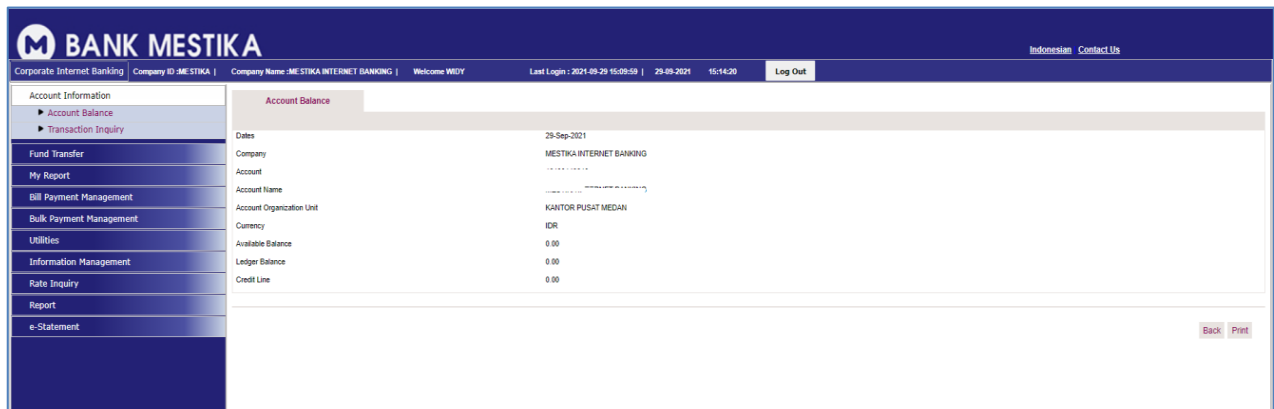 BANK MESTIKA
Indonesian Contact Us
Corporate Internet Banking Company ID :MESTIKA | Company Name :MESTIKA INTERNET BANKING | Welcome WIDY Last Login : 2021-09-29 15:09:59 | 29-09-2021 15:14:20 Log Out
Account Information
Account Balance
Transaction Inquiry
Fund Transfer
My Report
Bill Payment Management
Bulk Payment Management
Utilities
Information Management
Rate Inquiry
Report
e-Statement
Account Balance
Dates 29-Sep-2021
Company MESTIKA INTERNET BANKING
Account
Account Name
Account Organization Unit KANTOR PUSAT MEDAN
Currency IDR
Available Balance 0.00
Ledger Balance 0.00
Credit Line 0.00
Back Print